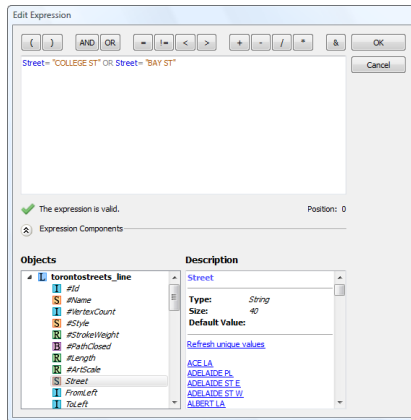 Edit Expression
( ) AND OR = != < > + - / * & OK
Cancel
Street= "COLLEGE ST" OR Street= "BAY ST"
The expression is valid. Position: 0
Expression Components
Objects
L torontostreets_line
I #Id
S #Name
I #VertexCount
S #Style
R #StrokeWeight
B #PathClosed
R #Length
R #ArtScale
S Street
I FromLeft
I ToLeft
Description
Street
Type: String
Size: 40
Default Value:
Refresh unique values
ACE LA
ADELAIDE PL
ADELAIDE ST E
ADELAIDE ST W
ALBERT LA